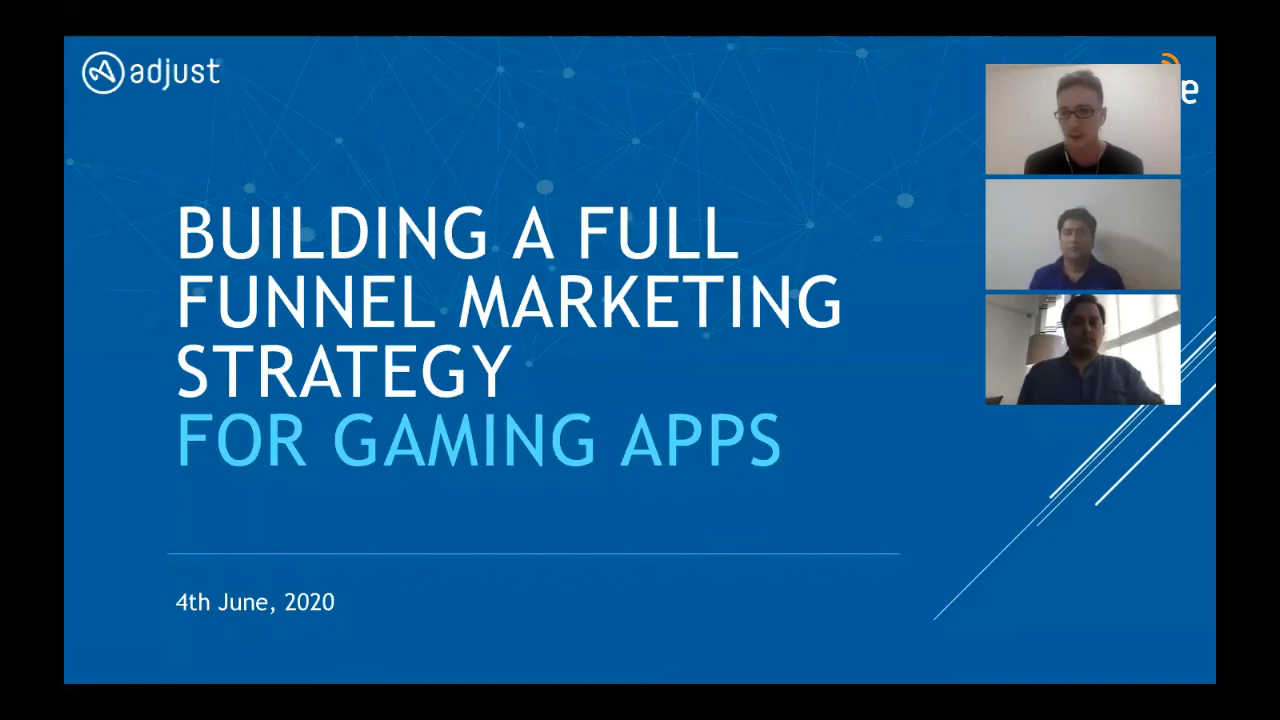 adjust
BUILDING A FULL
FUNNEL MARKETING
STRATEGY
FOR GAMING APPS
4th June, 2020